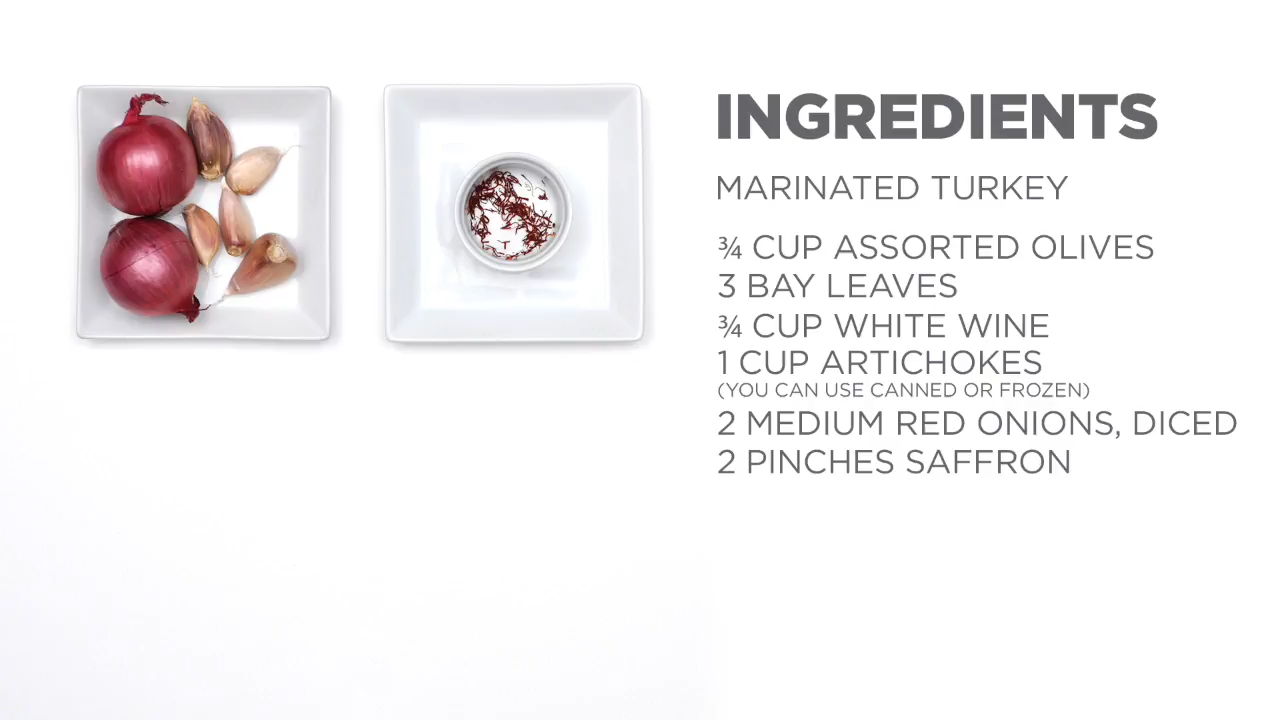 INGREDIENTS
MARINATED TURKEY
¾ CUP ASSORTED OLIVES
3 BAY LEAVES
¾ CUP WHITE WINE
1 CUP ARTICHOKES
(YOU CAN USE CANNED OR FROZEN)
2 MEDIUM RED ONIONS, DICED
2 PINCHES SAFFRON